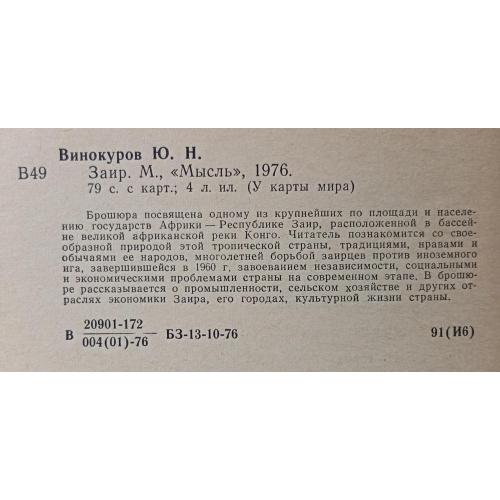 Винокуров Ю. Н.
В49 Заир. М., «Мысль», 1976.
79 с. с карт.; 4 л. ил. (У карты мира)
Брошюра посвящена одному из крупнейших по площади и населе-
нию государств Африки — Республике Заир, расположенной в бассей-
не великой африканской реки Конго. Читатель познакомится со свое-
образной природой этой тропической страны, традициями, нравами и
обычаями ее народов, многолетней борьбой заирцев против иноземного
ига, завершившейся в 1960 г. завоеванием независимости, социальными
и экономическими проблемами страны на современном этапе. В брошю-
ре рассказывается о промышленности, сельском хозяйстве и других от-
раслях экономики Заира, его городах, культурной жизни страны.
20901-172
В БЗ-13-10-76 91(И6)
004(01)-76